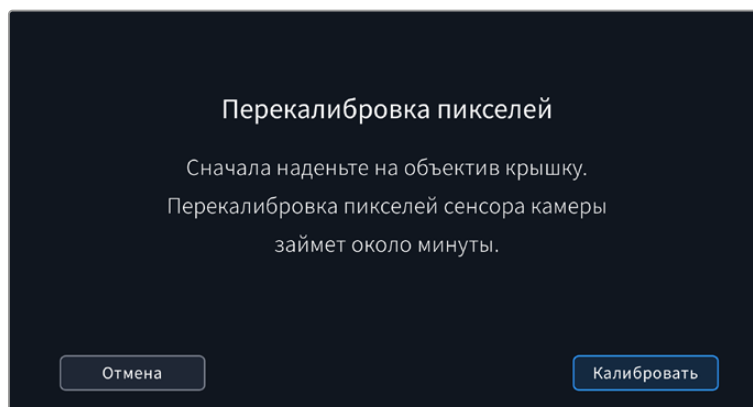 Перекалибровка пикселей
Сначала наденьте на объектив крышку.
Перекалибровка пикселей сенсора камеры
займет около минуты.
Отмена
Калибровать